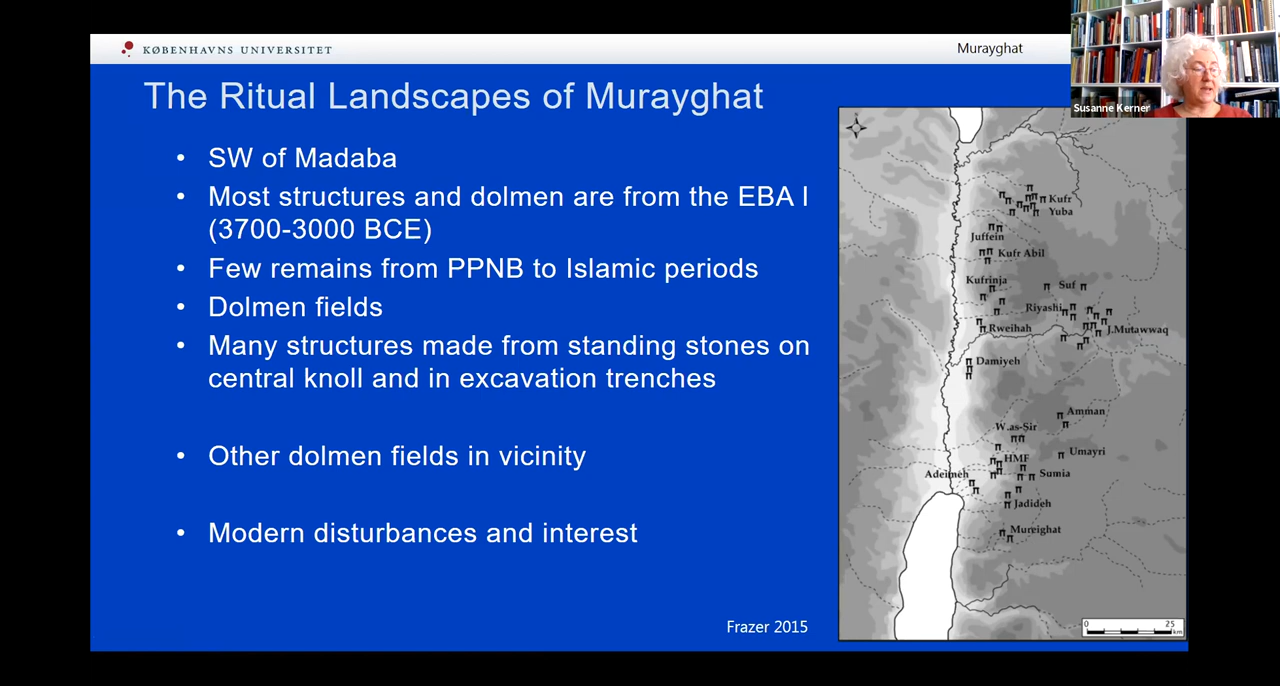 KØBENHAVNS UNIVERSITET
Murayghat
Susanne Kerner
The Ritual Landscapes of Murayghat
• SW of Madaba
• Most structures and dolmen are from the EBA I
(3700-3000 BCE)
• Few remains from PPNB to Islamic periods
• Dolmen fields
• Many structures made from standing stones on
central knoll and in excavation trenches
• Other dolmen fields in vicinity
• Modern disturbances and interest
Frazer 2015
Kufr
Yuba
Juffein
Kufr Abil
Kufrinja
Suf
Riyashi
Rweihah
J.Mutawwaq
Damiyeh
Amman
W.as-Sir
Umayri
HMF
Adeimeh
Sumia
Jadideh
Mureighat
0 25
km